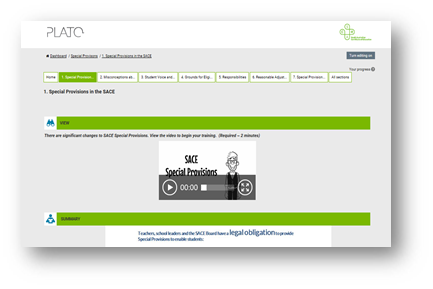 PLATO
Dashboard / Special Provisions / 1. Special Provisions in the SACE
Turn editing on
Your progress
Home
1. Special Provision...
2. Misconceptions ab...
3. Student Voice and...
4. Grounds for Elig...
5. Responsibilities
6. Reasonable Adjust...
7. Special Provision...
All sections
1. Special Provisions in the SACE
VIEW
There are significant changes to SACE Special Provisions. View the video to begin your training. (Required – 2 minutes)
SACE
Special Provisions
00:00
SUMMARY
Teachers, school leaders and the SACE Board have a legal obligation to provide
Special Provisions to enable students: